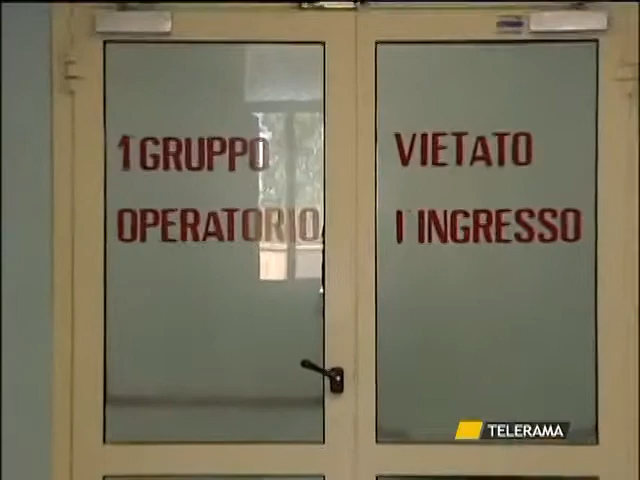 1 GRUPPO
OPERATORIO
VIETATO
l'INGRESSO
TELERAMA